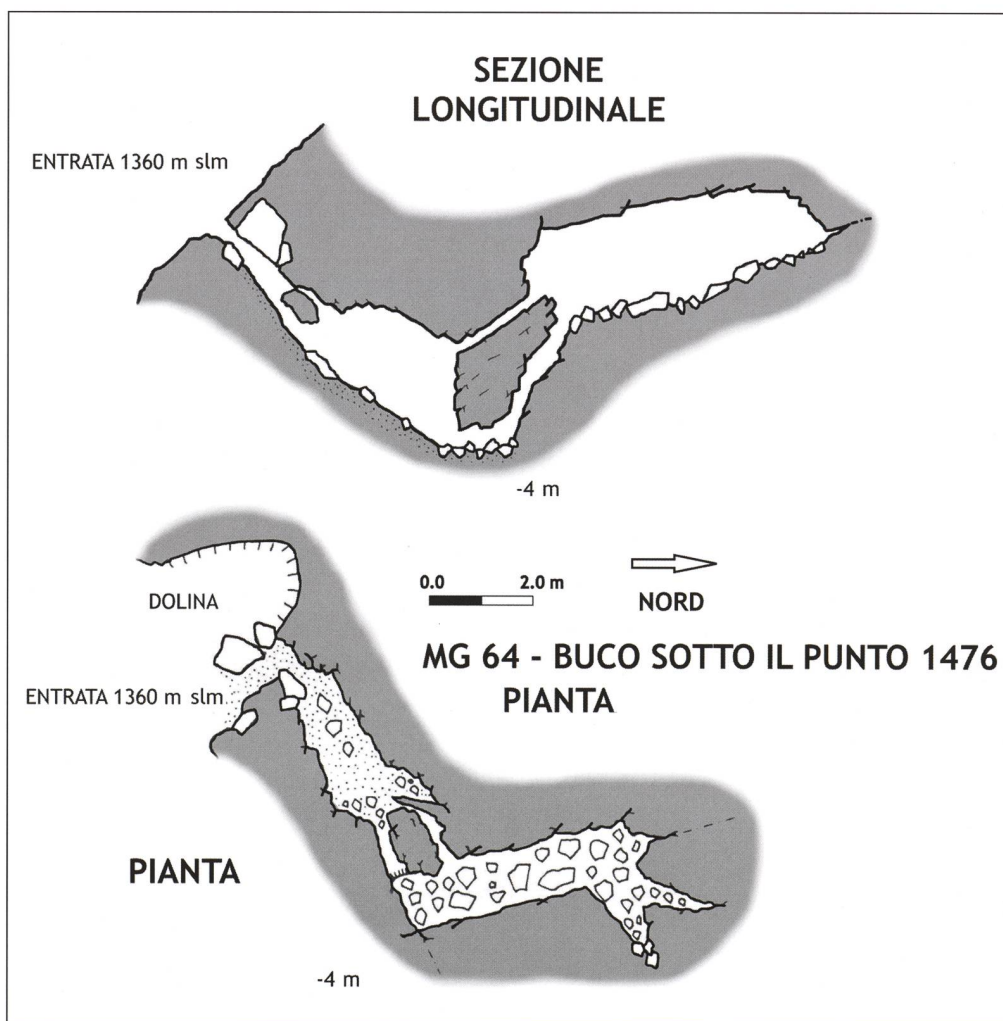 SEZIONE
LONGITUDINALE
ENTRATA 1360 m slm
-4 m
DOLINA
0.0 2.0 m
NORD
MG 64 - BUCO SOTTO IL PUNTO 1476
PIANTA
ENTRATA 1360 m slm
PIANTA
-4 m